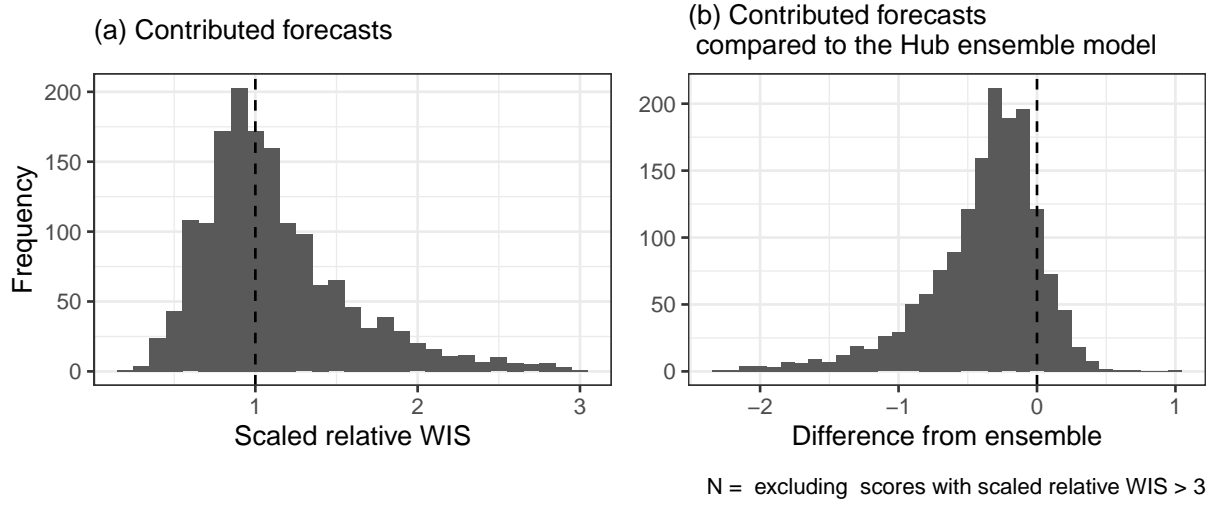 (a) Contributed forecasts
200
150
100
50
0
Frequency
1
2
3
Scaled relative WIS
(b) Contributed forecasts
compared to the Hub ensemble model
200
150
100
50
0
−2
−1
0
1
Difference from ensemble
N = excluding scores with scaled relative WIS > 3